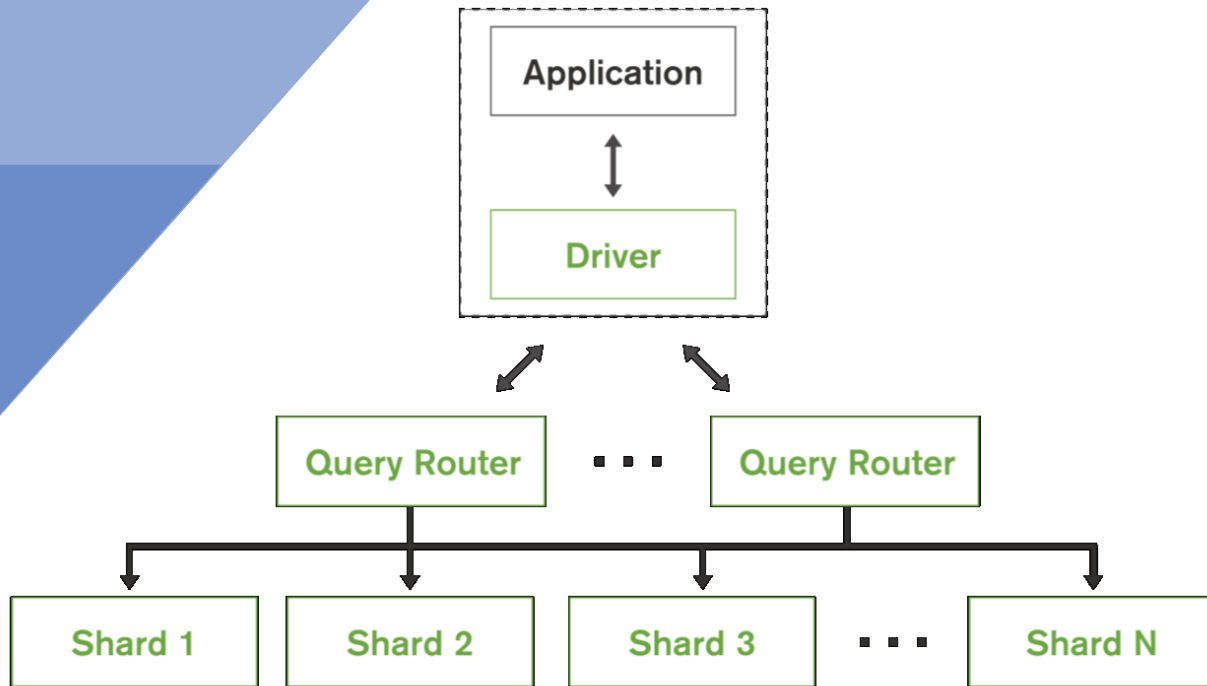 Application
Driver
Query Router
Query Router
Shard 1
Shard 2
Shard 3
Shard N